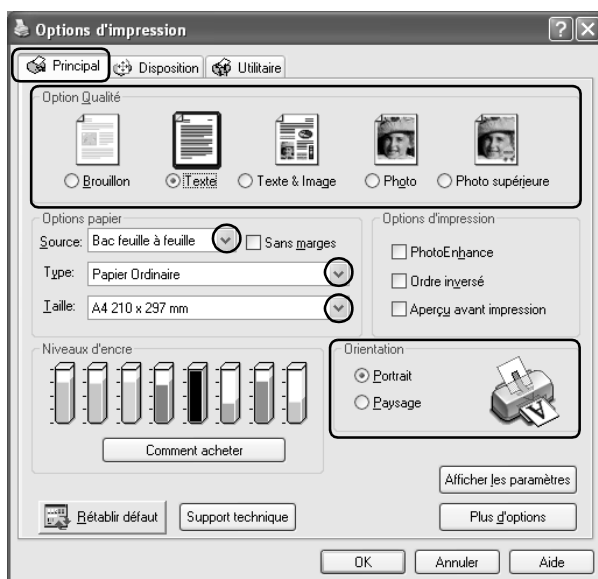 Options d'impression
Principal
Disposition
Utilitaire
Option Qualité
Brouillon
Texte
Texte & Image
Photo
Photo supérieure
Options papier
Source: Bac feuille à feuille
Sans marges
Type: Papier Ordinaire
Taille: A4 210 x 297 mm
Options d'impression
PhotoEnhance
Ordre inversé
Aperçu avant impression
Niveaux d'encre
Comment acheter
Orientation
Portrait
Paysage
A
Afficher les paramètres
Rétablir défaut
Support technique
Plus d'options
OK
Annuler
Aide